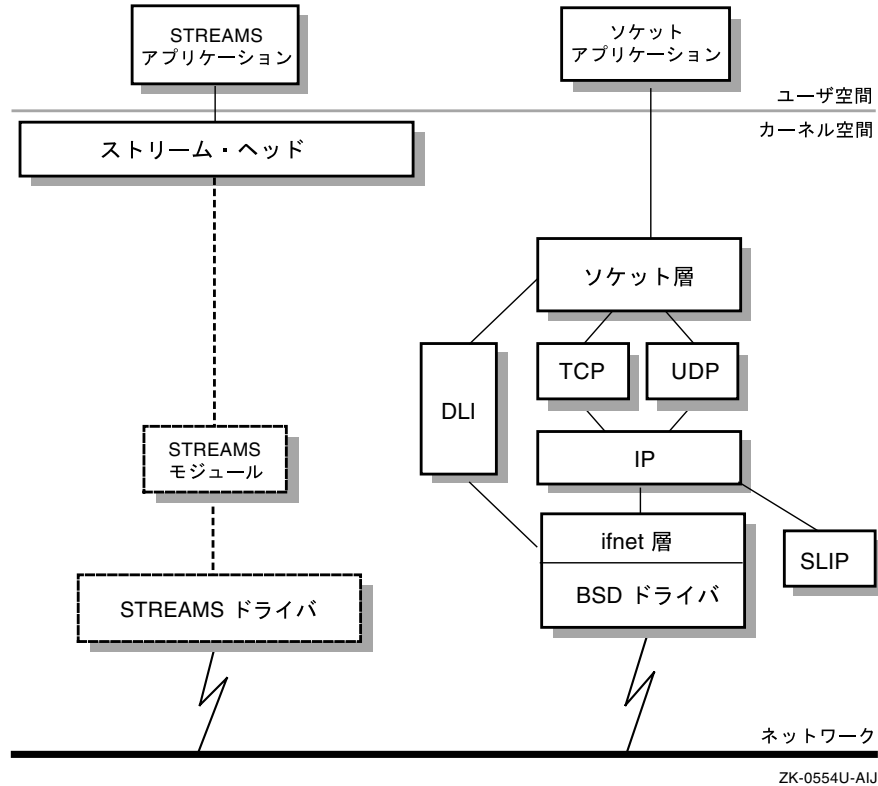 STREAMS
アプリケーション
ソケット
アプリケーション
ユーザ空間
カーネル空間
ストリーム・ヘッド
ソケット層
TCP
UDP
DLI
STREAMS
モジュール
IP
ifnet 層
SLIP
STREAMS ドライバ
BSD ドライバ
ネットワーク
ZK-0554U-AIJ